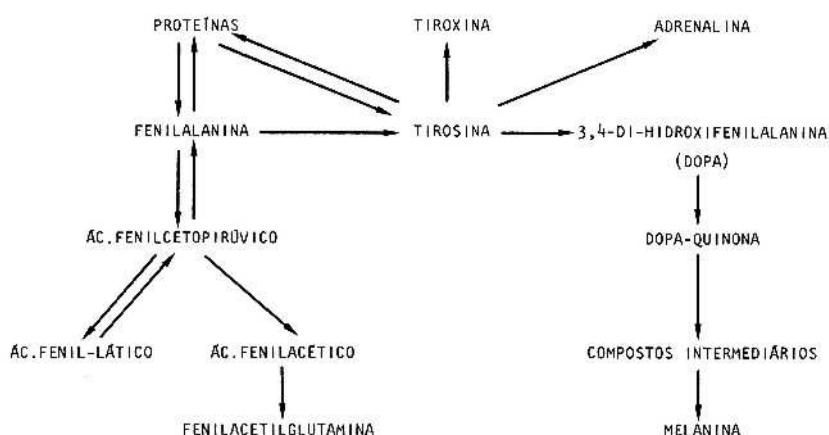 PROTEÍNAS TIROXINA ADRENALINA
FENILALANINA TIROSINA 3,4-DI-HIDROXIFENILALANINA
(DOPA)
ÁC.FENILCETOPIRÚVICO DOPA-QUINONA
ÁC.FENIL-LÁTICO ÁC.FENILACÉTICO COMPOSTOS INTERMEDIÁRIOS
FENILACETILGLUTAMINA MELANINA